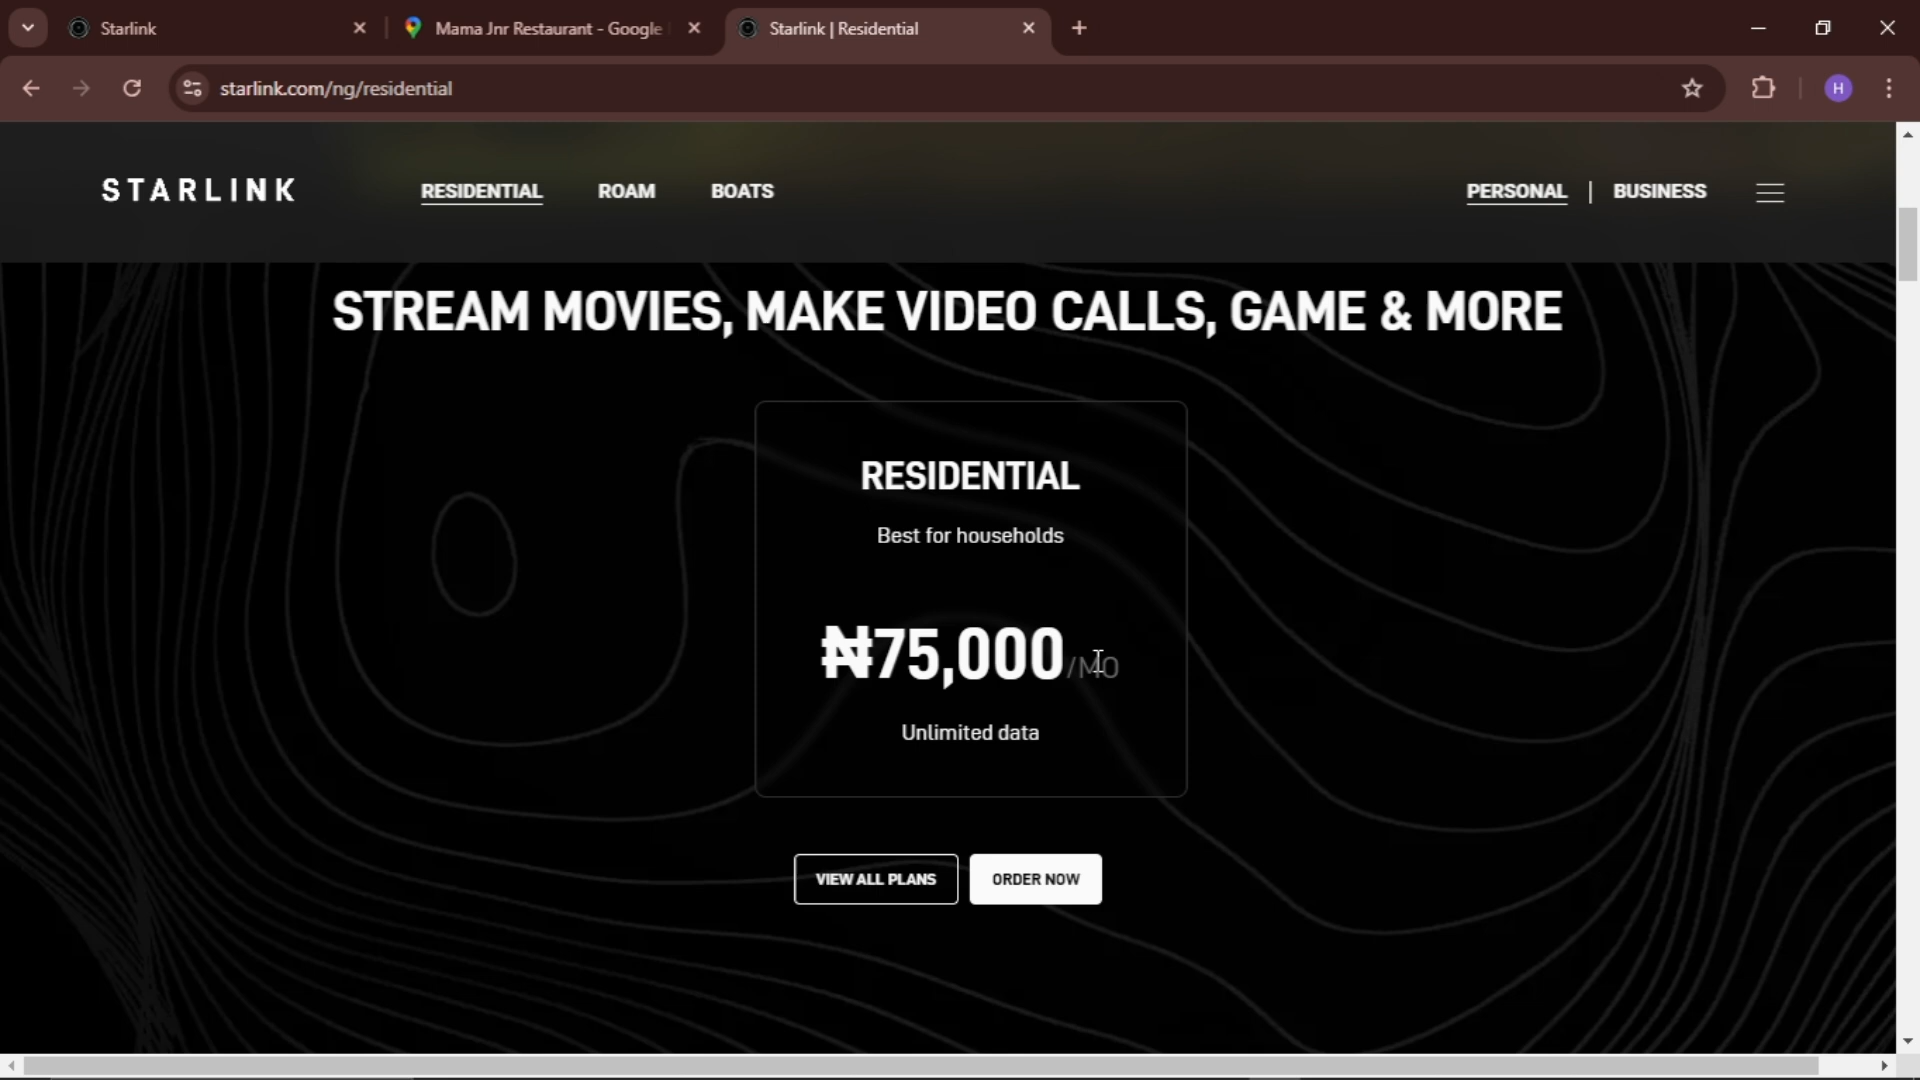 Starlink
Mama Jnr Restaurant - Google
Starlink | Residential
starlink.com/ng/residential
H
STARLINK
RESIDENTIAL
ROAM
BOATS
PERSONAL | BUSINESS
STREAM MOVIES, MAKE VIDEO CALLS, GAME & MORE
RESIDENTIAL
Best for households
₦75,000/MO
Unlimited data
VIEW ALL PLANS
ORDER NOW